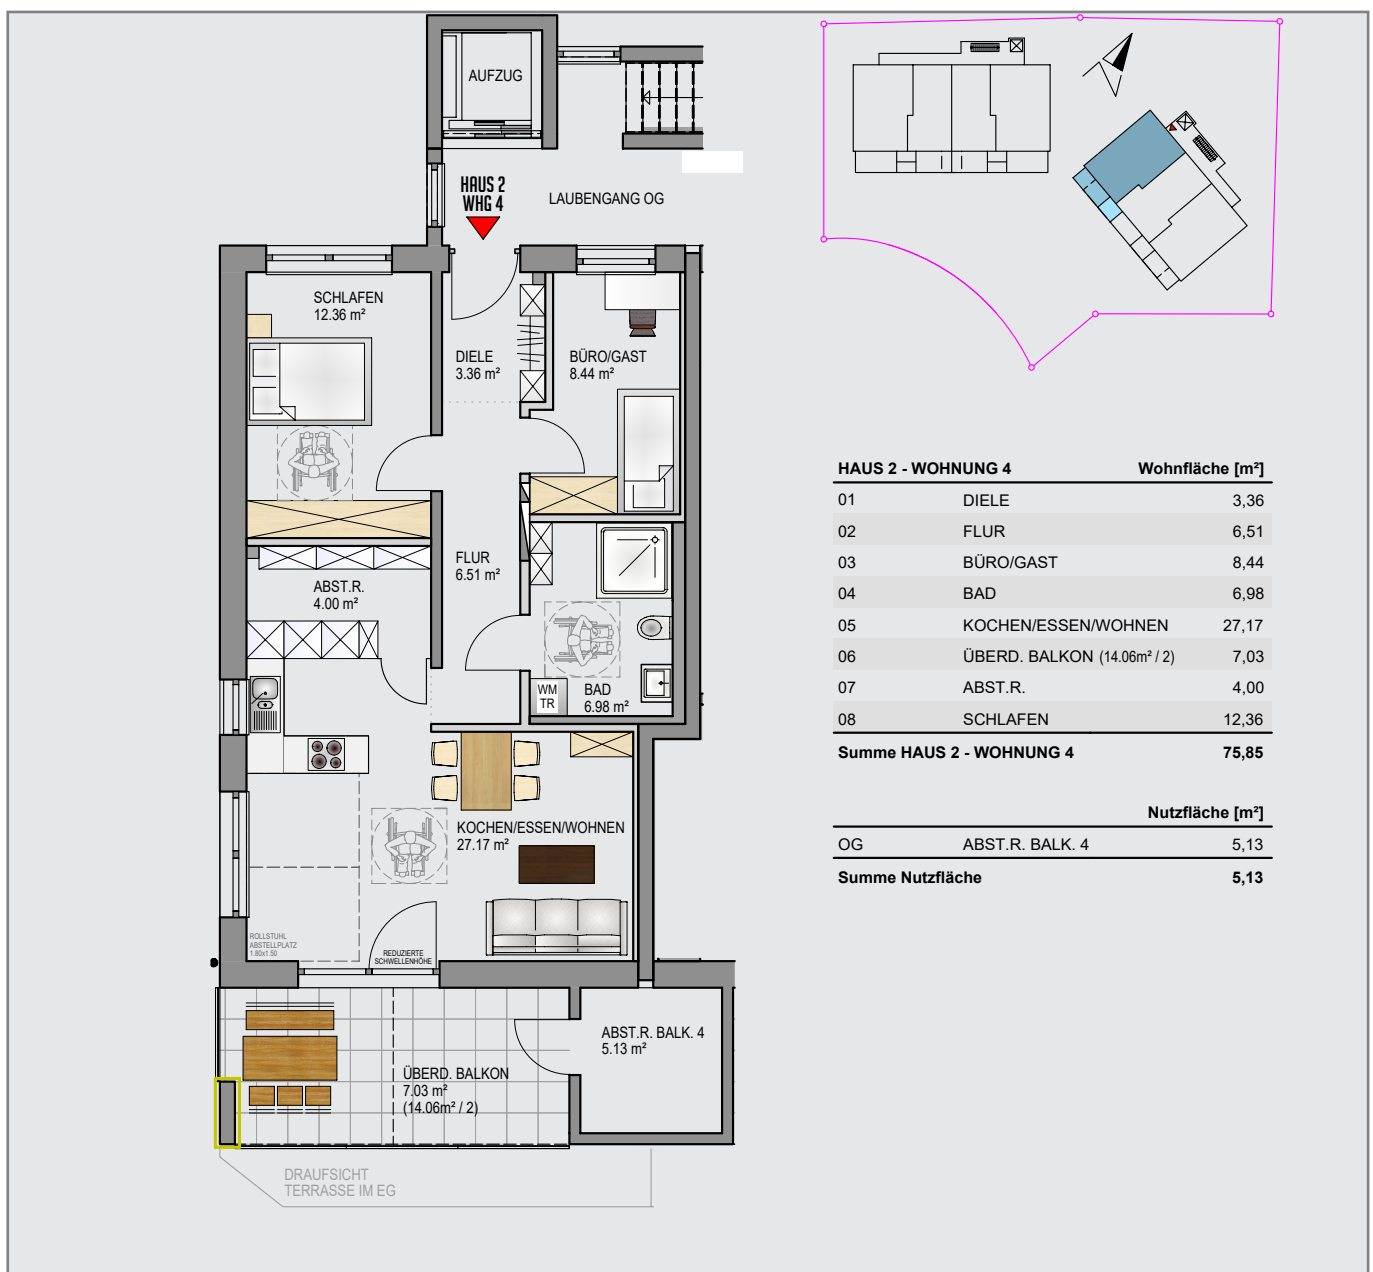 AUFZUG
HAUS 2
WHG 4
LAUBENGANG OG
SCHLAFEN
12.36 m²
DIELE
3.36 m²
BÜRO/GAST
8.44 m²
FLUR
6.51 m²
ABST.R.
4.00 m²
WM
TR
BAD
6.98 m²
KOCHEN/ESSEN/WOHNEN
27.17 m²
ROLLSTUHL
ABSTELLPLATZ
1.80x1.50
REDUZIERTE
SCHWELLENHÖHE
ABST.R. BALK. 4
5.13 m²
ÜBERD. BALKON
7.03 m²
(14.06m² / 2)
DRAUFSICHT
TERRASSE IM EG
HAUS 2 - WOHNUNG 4 Wohnfläche [m²]
01 DIELE 3,36
02 FLUR 6,51
03 BÜRO/GAST 8,44
04 BAD 6,98
05 KOCHEN/ESSEN/WOHNEN 27,17
06 ÜBERD. BALKON (14.06m² / 2) 7,03
07 ABST.R. 4,00
08 SCHLAFEN 12,36
Summe HAUS 2 - WOHNUNG 4 75,85
Nutzfläche [m²]
OG ABST.R. BALK. 4 5,13
Summe Nutzfläche 5,13